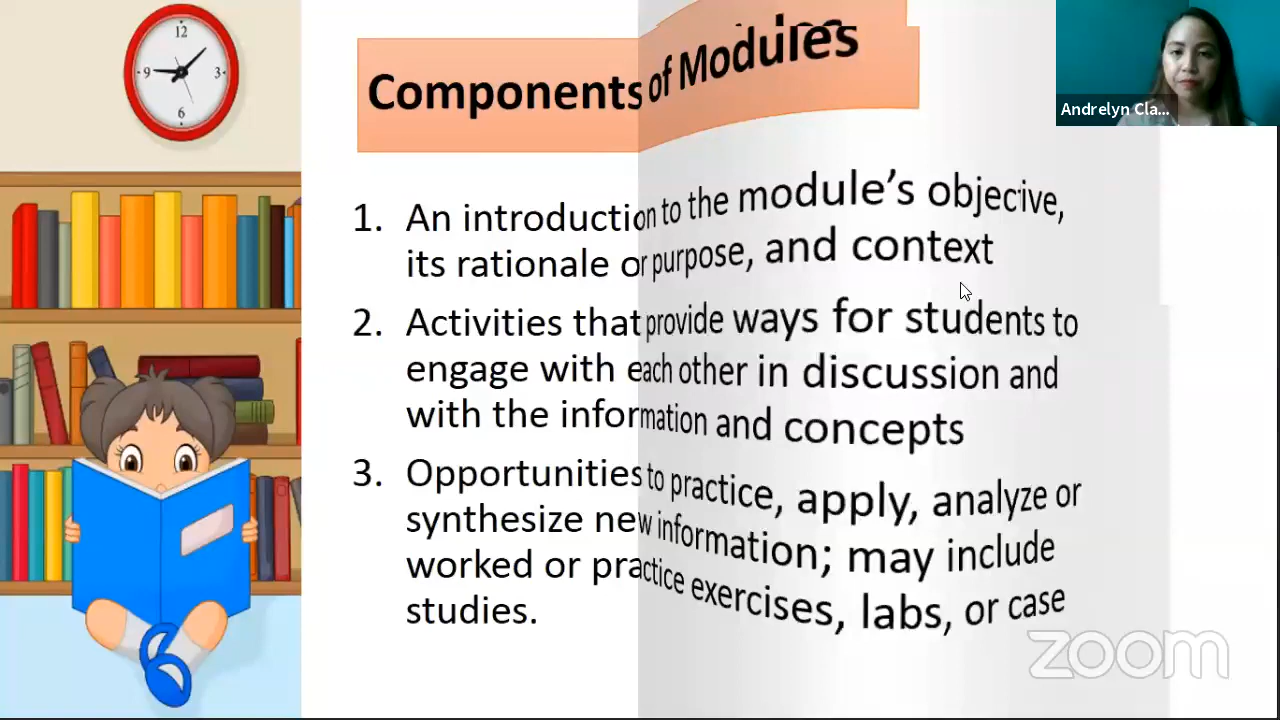 12
9
3
6
Components of Modules
Andrelyn Cla...
1. An introduction to the module's objecive,
its rationale or purpose, and context
2. Activities that provide ways for students to
engage with each other in discussion and
with the information and concepts
3. Opportunities to practice, apply, analyze or
synthesize new information; may include
worked or practice exercises, labs, or case
studies.
zoom